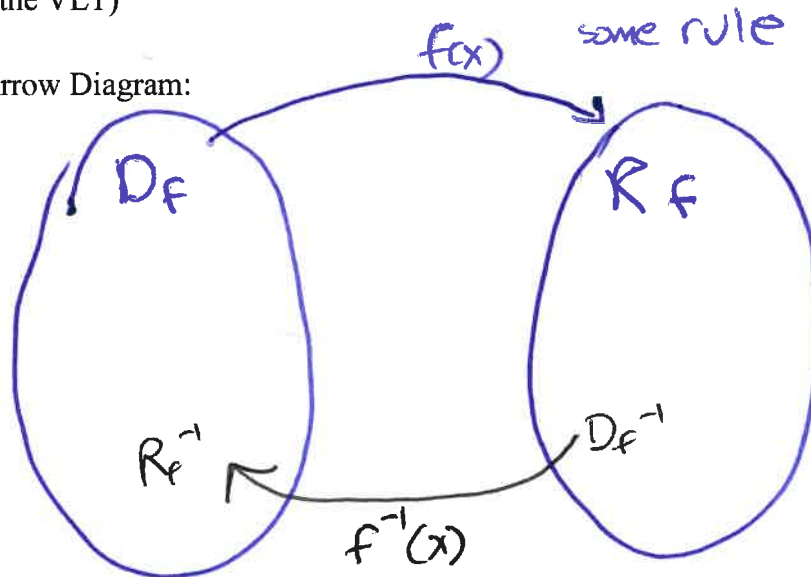 the VLT)
some rule
f(x)
rrow Diagram:
D_f
R_f
R_f⁻¹
D_f⁻¹
f⁻¹(x)